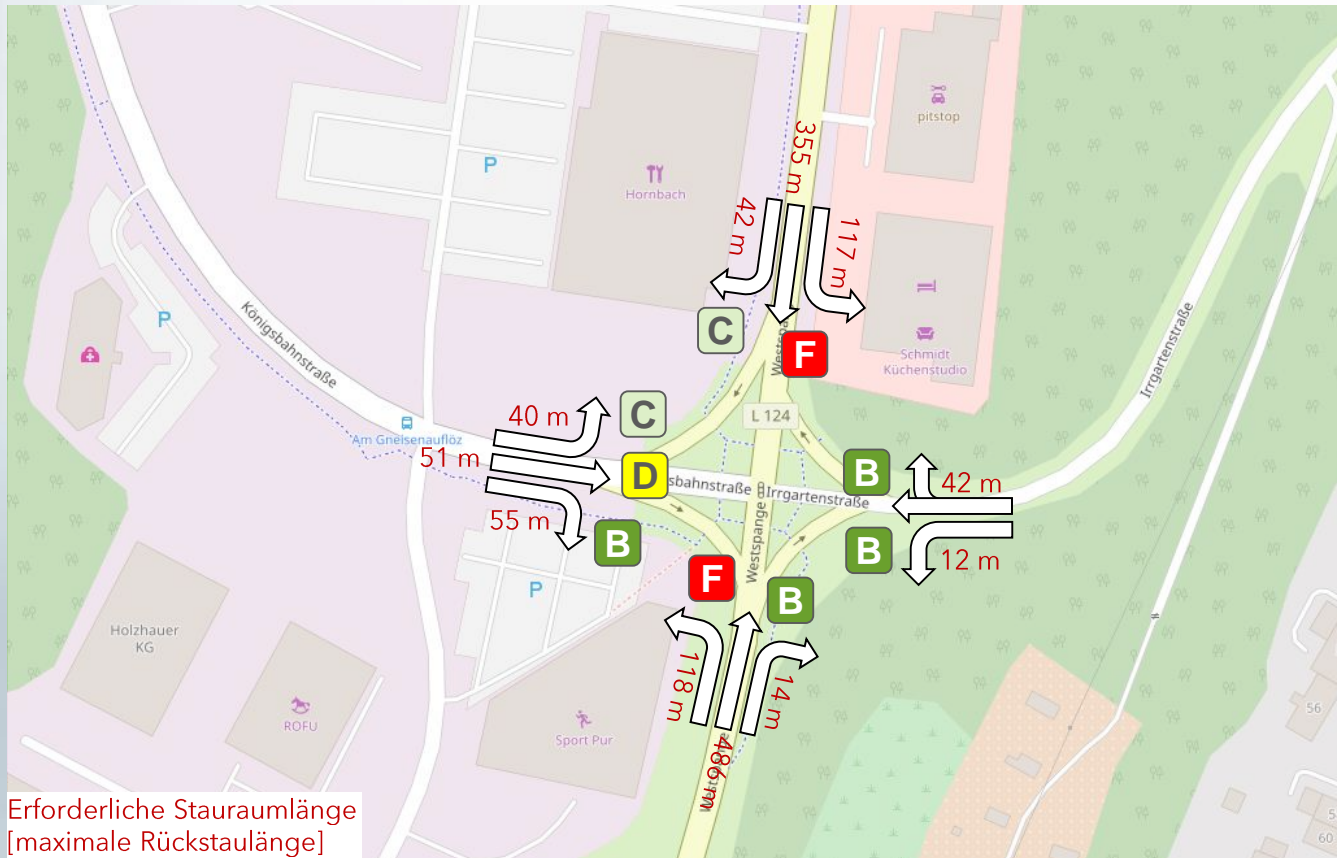 pitstop
355 m
P
Hornbach
42 m
117 m
Königsbahnstraße
P
C
F
Schmidt
Küchenstudio
Irrgartenstraße
Am Gneisenauflöz
40 m
C
L 124
51 m
D
sbahnstraße
Irrgartenstraße
B
42 m
55 m
B
B
12 m
Westspange
F
B
P
Holzhauer
KG
118 m
14 m
ROFU
Sport Pur
486 m
56
60
Erforderliche Stauraumlänge
[maximale Rückstaulänge]